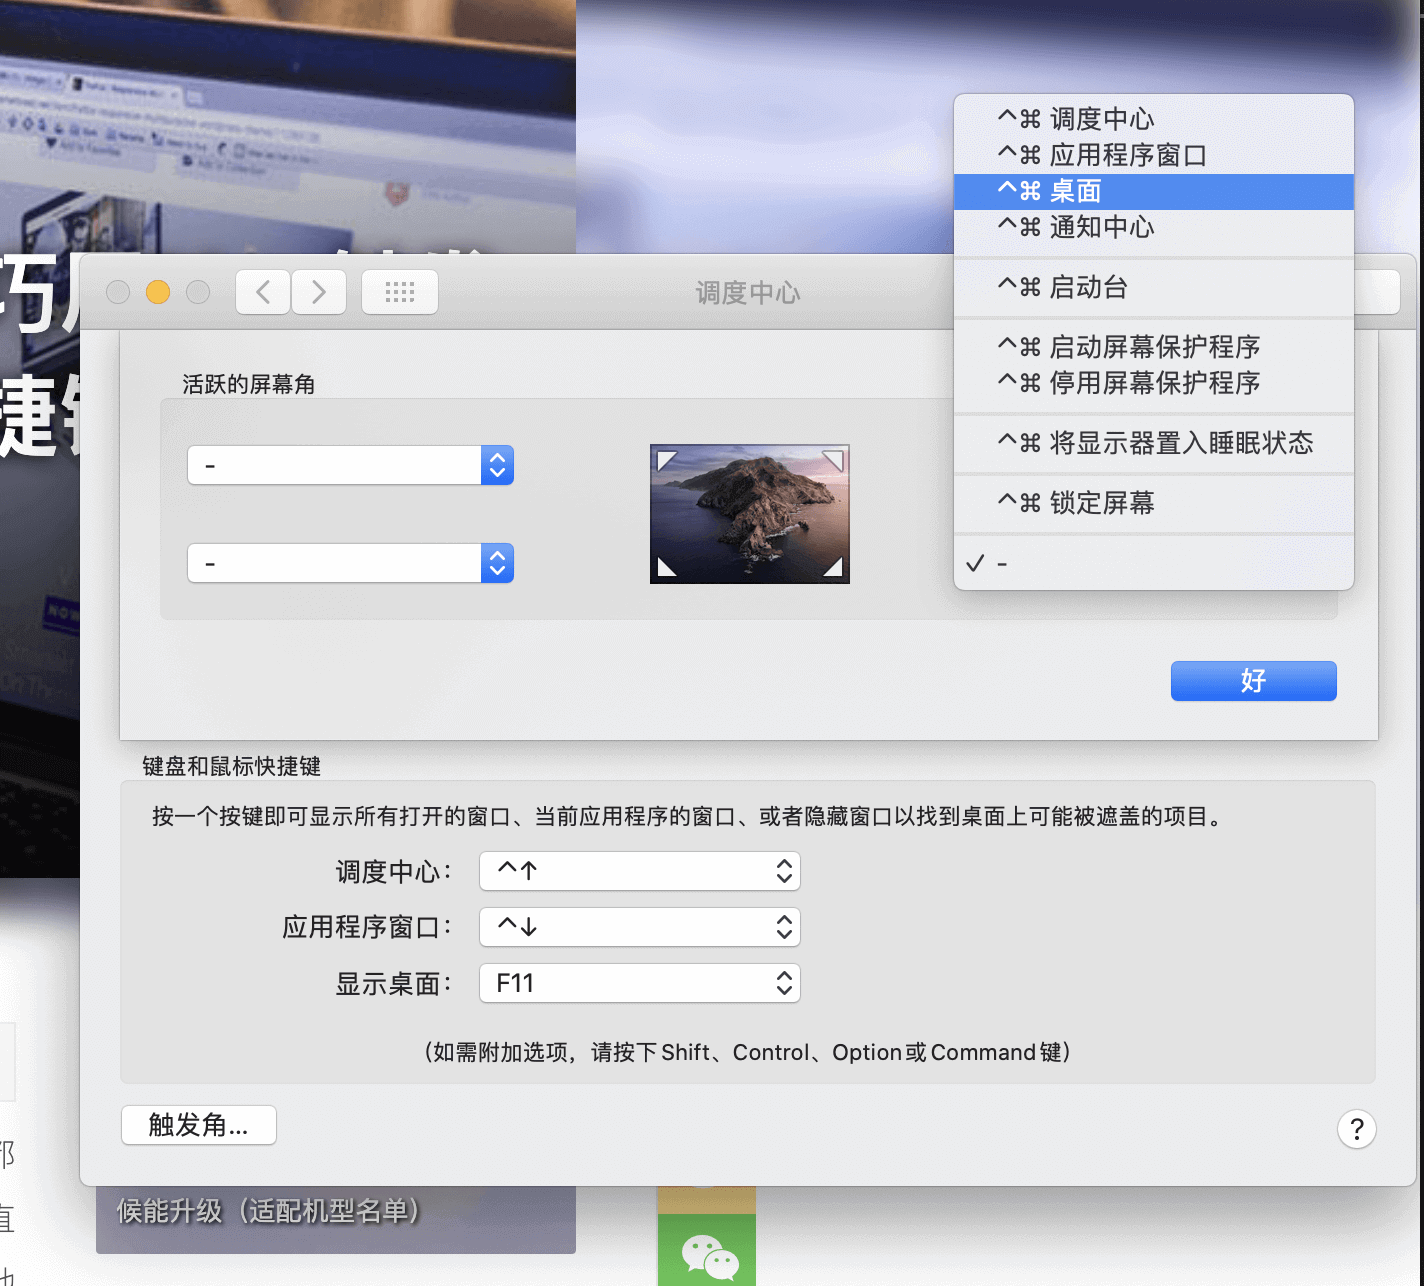 ^⌘ 调度中心
^⌘ 应用程序窗口
^⌘ 桌面
^⌘ 通知中心
^⌘ 启动台
^⌘ 启动屏幕保护程序
^⌘ 停用屏幕保护程序
^⌘ 将显示器置入睡眠状态
^⌘ 锁定屏幕
✓ -
调度中心
活跃的屏幕角
-
-
好
键盘和鼠标快捷键
按一个按键即可显示所有打开的窗口、当前应用程序的窗口、或者隐藏窗口以找到桌面上可能被遮盖的项目。
调度中心: ^↑
应用程序窗口: ^↓
显示桌面: F11
(如需附加选项，请按下 Shift、Control、Option 或 Command 键)
触发角...
?
巧
捷
NOW
候能升级（适配机型名单）
直